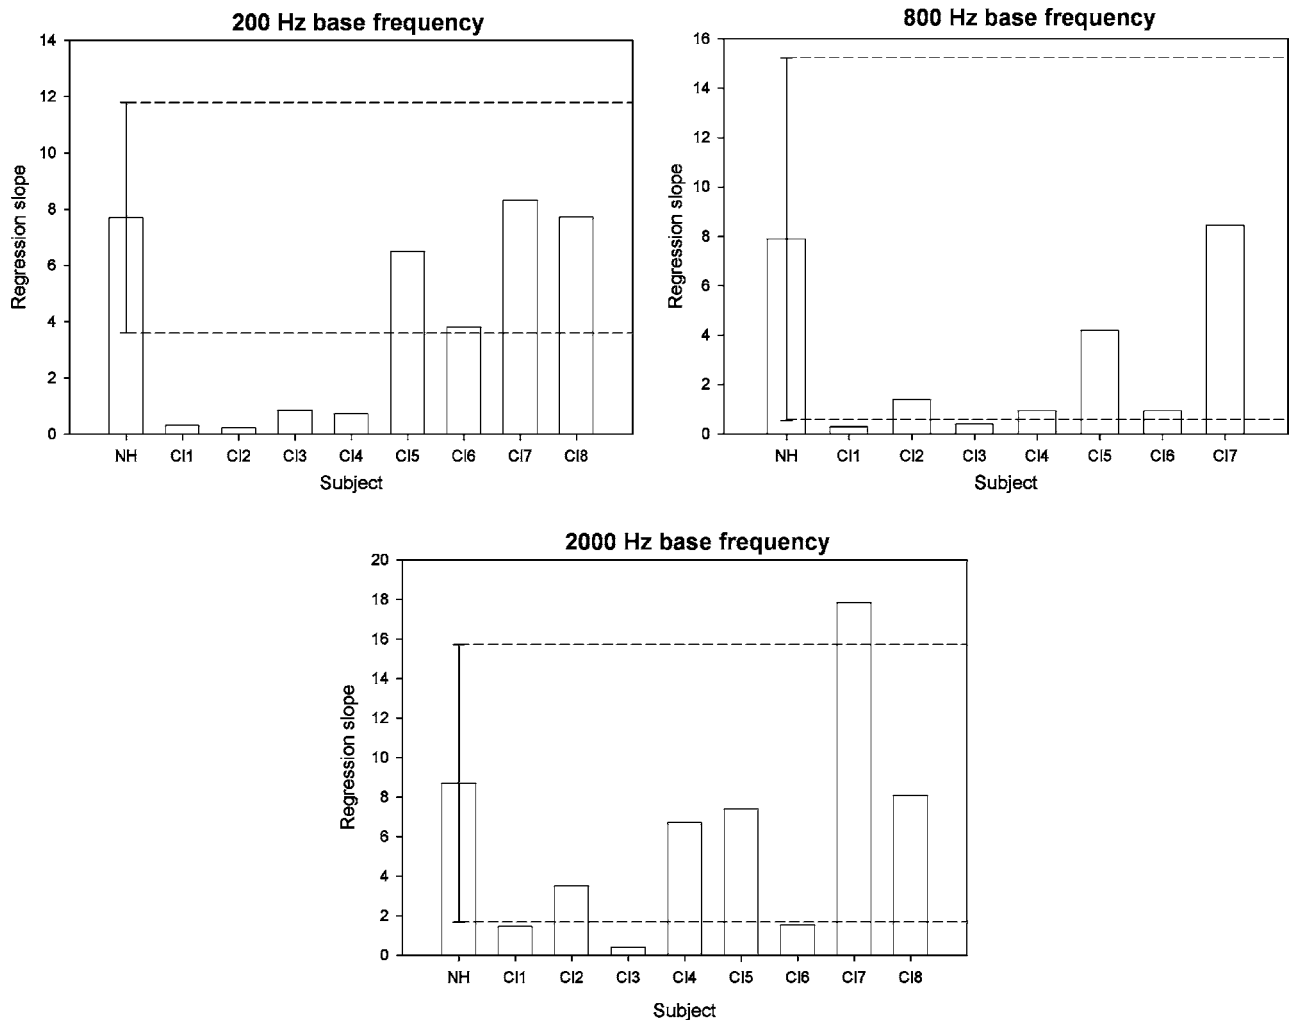 200 Hz base frequency
14
12
10
8
6
4
2
0
Regression slope
NH CI1 CI2 CI3 CI4 CI5 CI6 CI7 CI8
Subject
800 Hz base frequency
16
14
12
10
8
6
4
2
0
Regression slope
NH CI1 CI2 CI3 CI4 CI5 CI6 CI7
Subject
2000 Hz base frequency
20
18
16
14
12
10
8
6
4
2
0
Regression slope
NH CI1 CI2 CI3 CI4 CI5 CI6 CI7 CI8
Subject